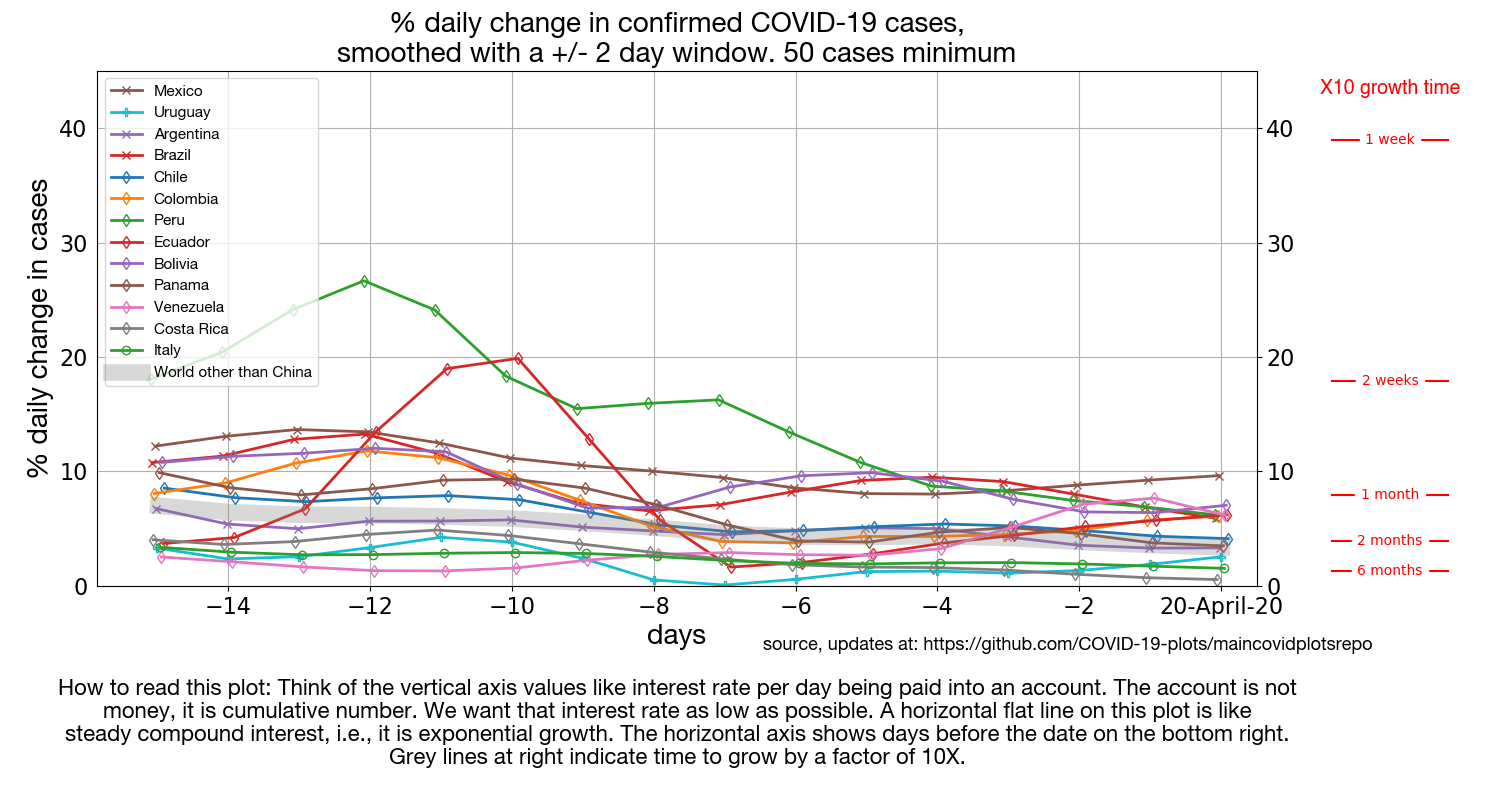 % daily change in confirmed COVID-19 cases,
smoothed with a +/- 2 day window. 50 cases minimum
X10 growth time
Mexico
Uruguay
Argentina
Brazil
Chile
Colombia
Peru
Ecuador
Bolivia
Panama
Venezuela
Costa Rica
Italy
World other than China
% daily change in cases
40
30
20
10
0
40
30
20
10
0
1 week
2 weeks
1 month
2 months
6 months
−14 −12 −10 −8 −6 −4 −2 20-April-20
days
source, updates at: https://github.com/COVID-19-plots/maincovidplotsrepo
How to read this plot: Think of the vertical axis values like interest rate per day being paid into an account. The account is not
money, it is cumulative number. We want that interest rate as low as possible. A horizontal flat line on this plot is like
steady compound interest, i.e., it is exponential growth. The horizontal axis shows days before the date on the bottom right.
Grey lines at right indicate time to grow by a factor of 10X.